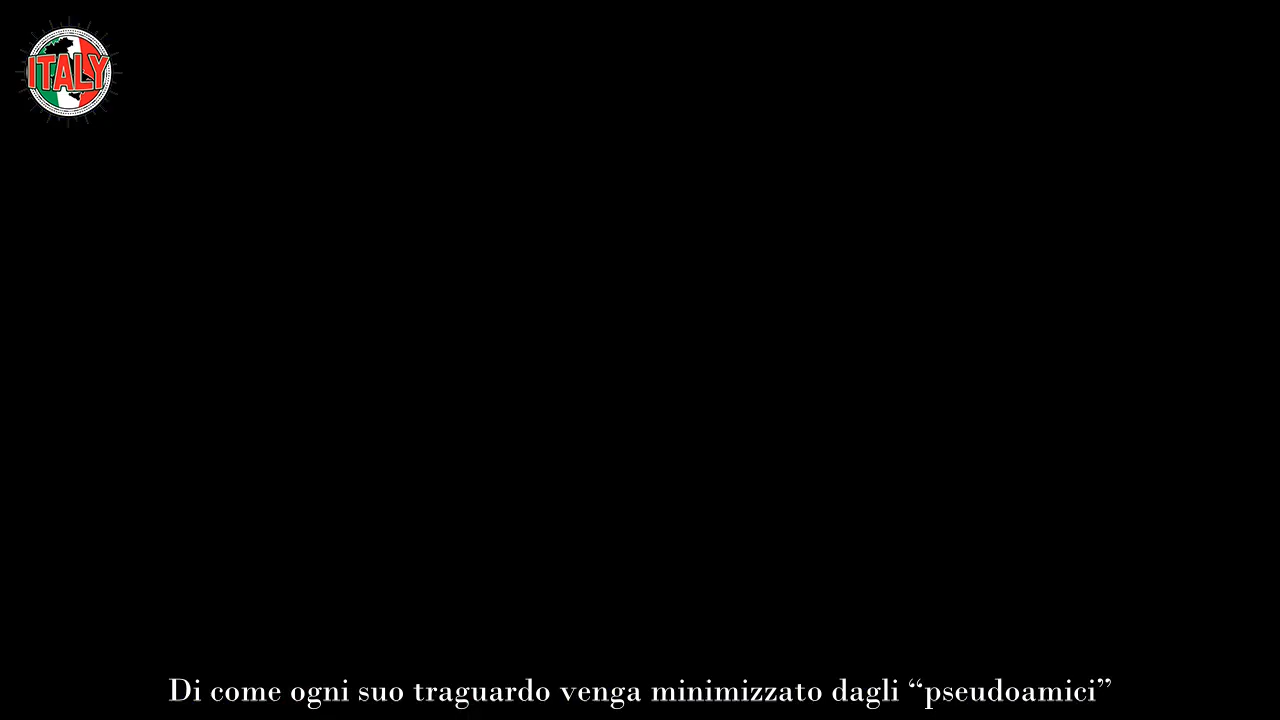 ITALY
Di come ogni suo traguardo venga minimizzato dagli “pseudoamici”